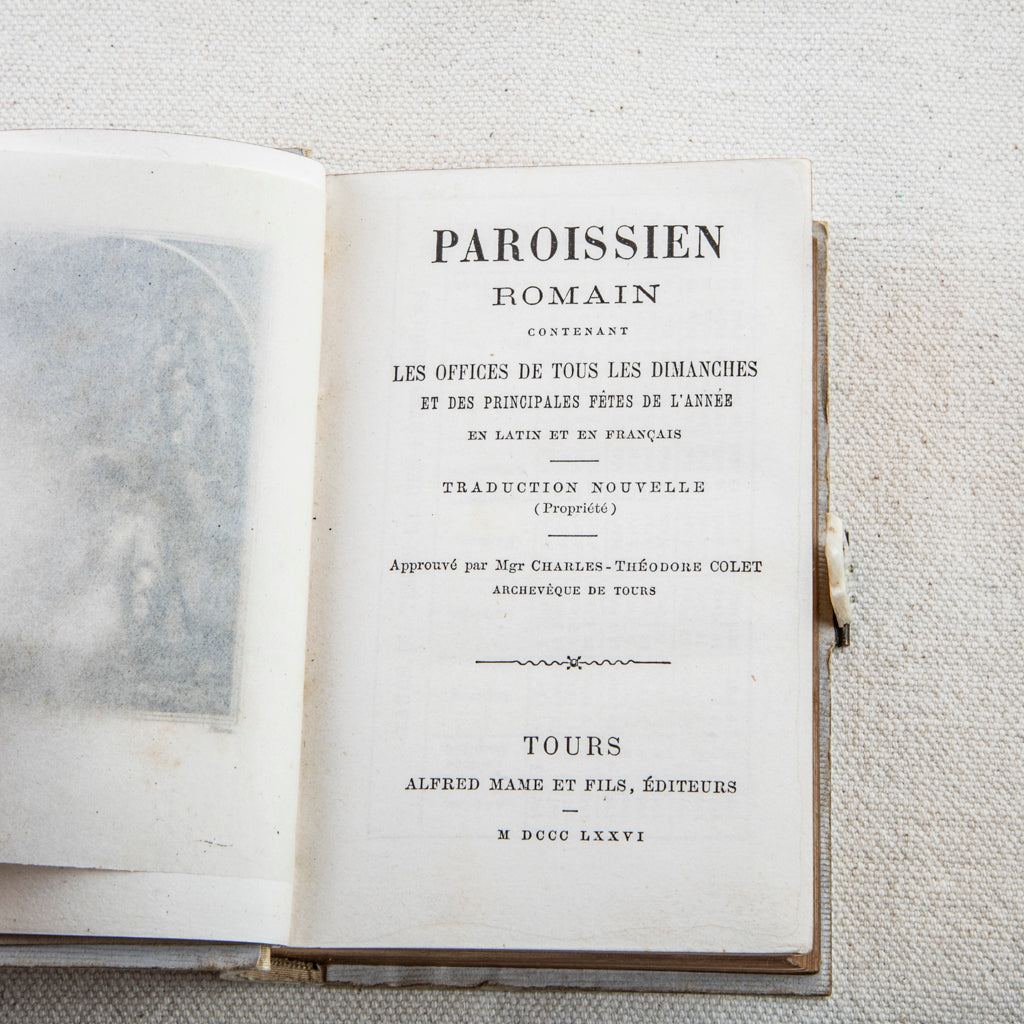 PAROISSIEN
ROMAIN
CONTENANT
LES OFFICES DE TOUS LES DIMANCHES
ET DES PRINCIPALES FÊTES DE L'ANNÉE
EN LATIN ET EN FRANÇAIS
TRADUCTION NOUVELLE
(Propriété)
Approuvé par Mgr CHARLES-THÉODORE COLET
ARCHEVÊQUE DE TOURS
TOURS
ALFRED MAME ET FILS, ÉDITEURS
M DCCC LXXVI